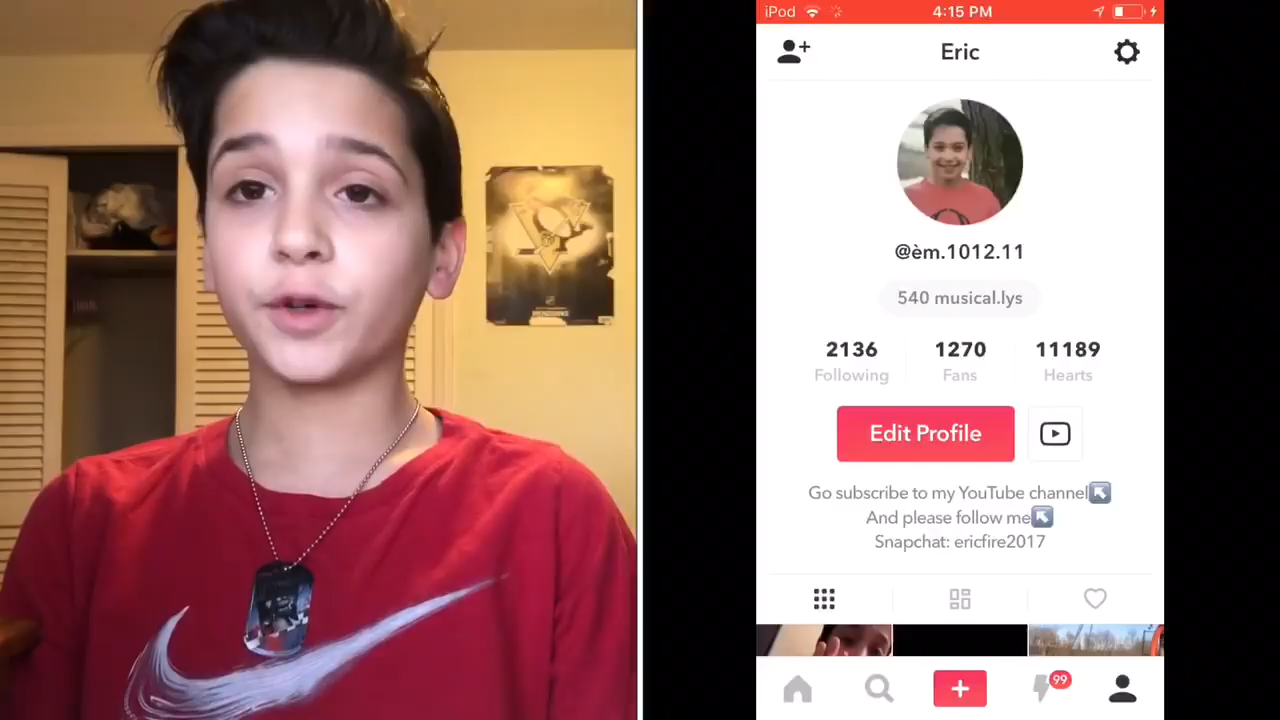 iPod
4:15 PM
Eric
@èm.1012.11
540 musical.lys
2136
1270
11189
Following
Fans
Hearts
Edit Profile
Go subscribe to my YouTube channel↖
And please follow me↖
Snapchat: ericfire2017
99